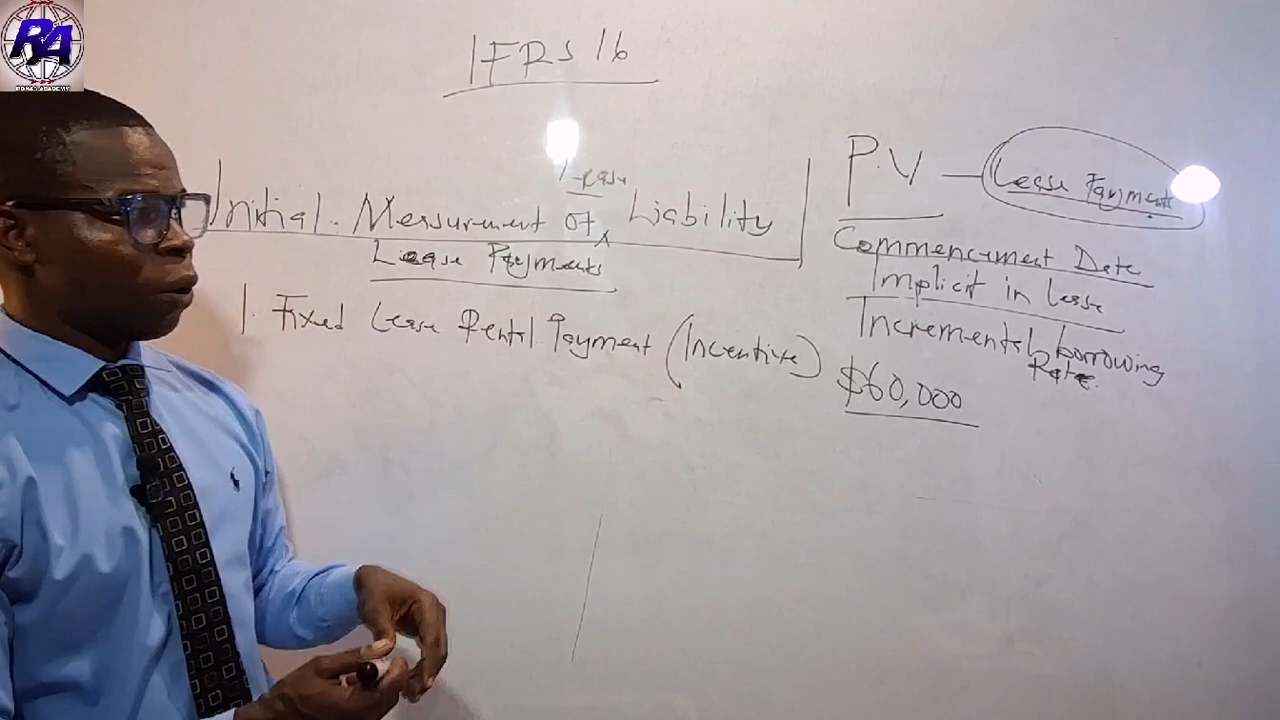 RA
IFRS 16
Initial. Measurement of Lease Liability
Lease Payments
1. Fixed Lease Rental Payment (Incentive)
P.V — Lease Payments
Commencement Date
Implicit in Lease
Incremental borrowing
Rate.
$60,000